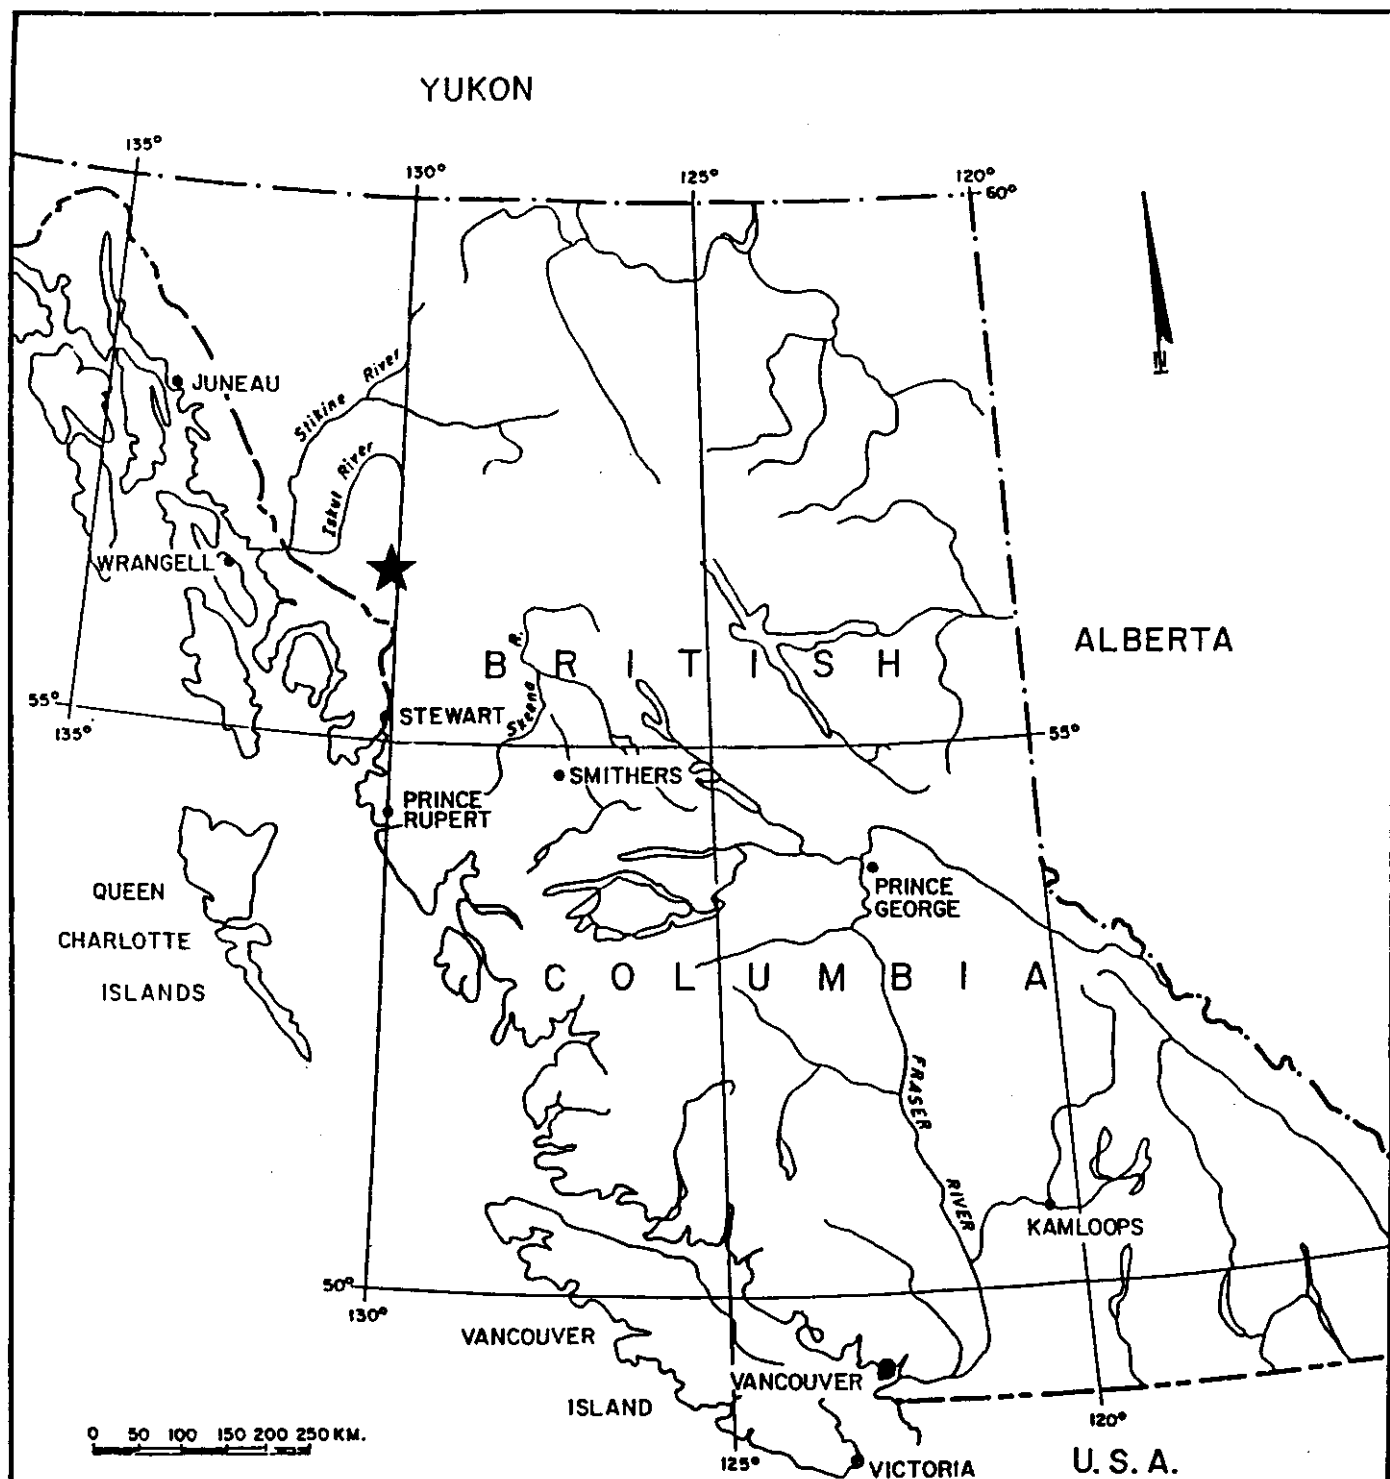 YUKON
135°
130°
125°
120°
60°
N
JUNEAU
Stikine River
Iskut River
WRANGELL
ALBERTA
BRITISH
Skeena R.
55°
135°
STEWART
55°
SMITHERS
PRINCE
RUPERT
QUEEN
CHARLOTTE
ISLANDS
PRINCE
GEORGE
COLUMBIA
FRASER RIVER
KAMLOOPS
50°
130°
VANCOUVER
ISLAND
VANCOUVER
120°
U.S.A.
0 50 100 150 200 250 KM.
125°
VICTORIA